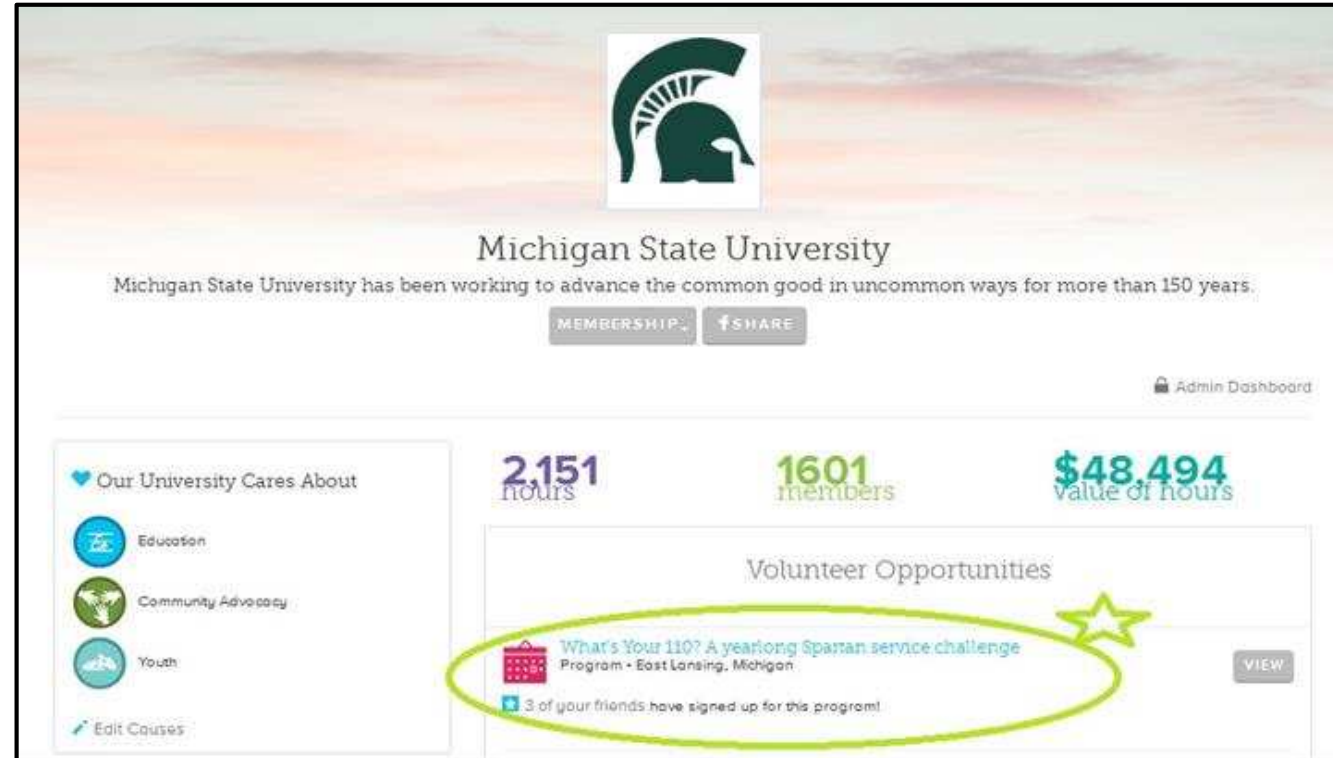 Michigan State University
Michigan State University has been working to advance the common good in uncommon ways for more than 150 years.
MEMBERSHIP
SHARE
Admin Dashboard
Our University Cares About
Education
Community Advocacy
Youth
Edit Causes
2,151
hours
1601
members
$48,494
value of hours
Volunteer Opportunities
What's Your 110? A yearlong Spartan service challenge
Program • East Lansing, Michigan
VIEW
3 of your friends have signed up for this program!